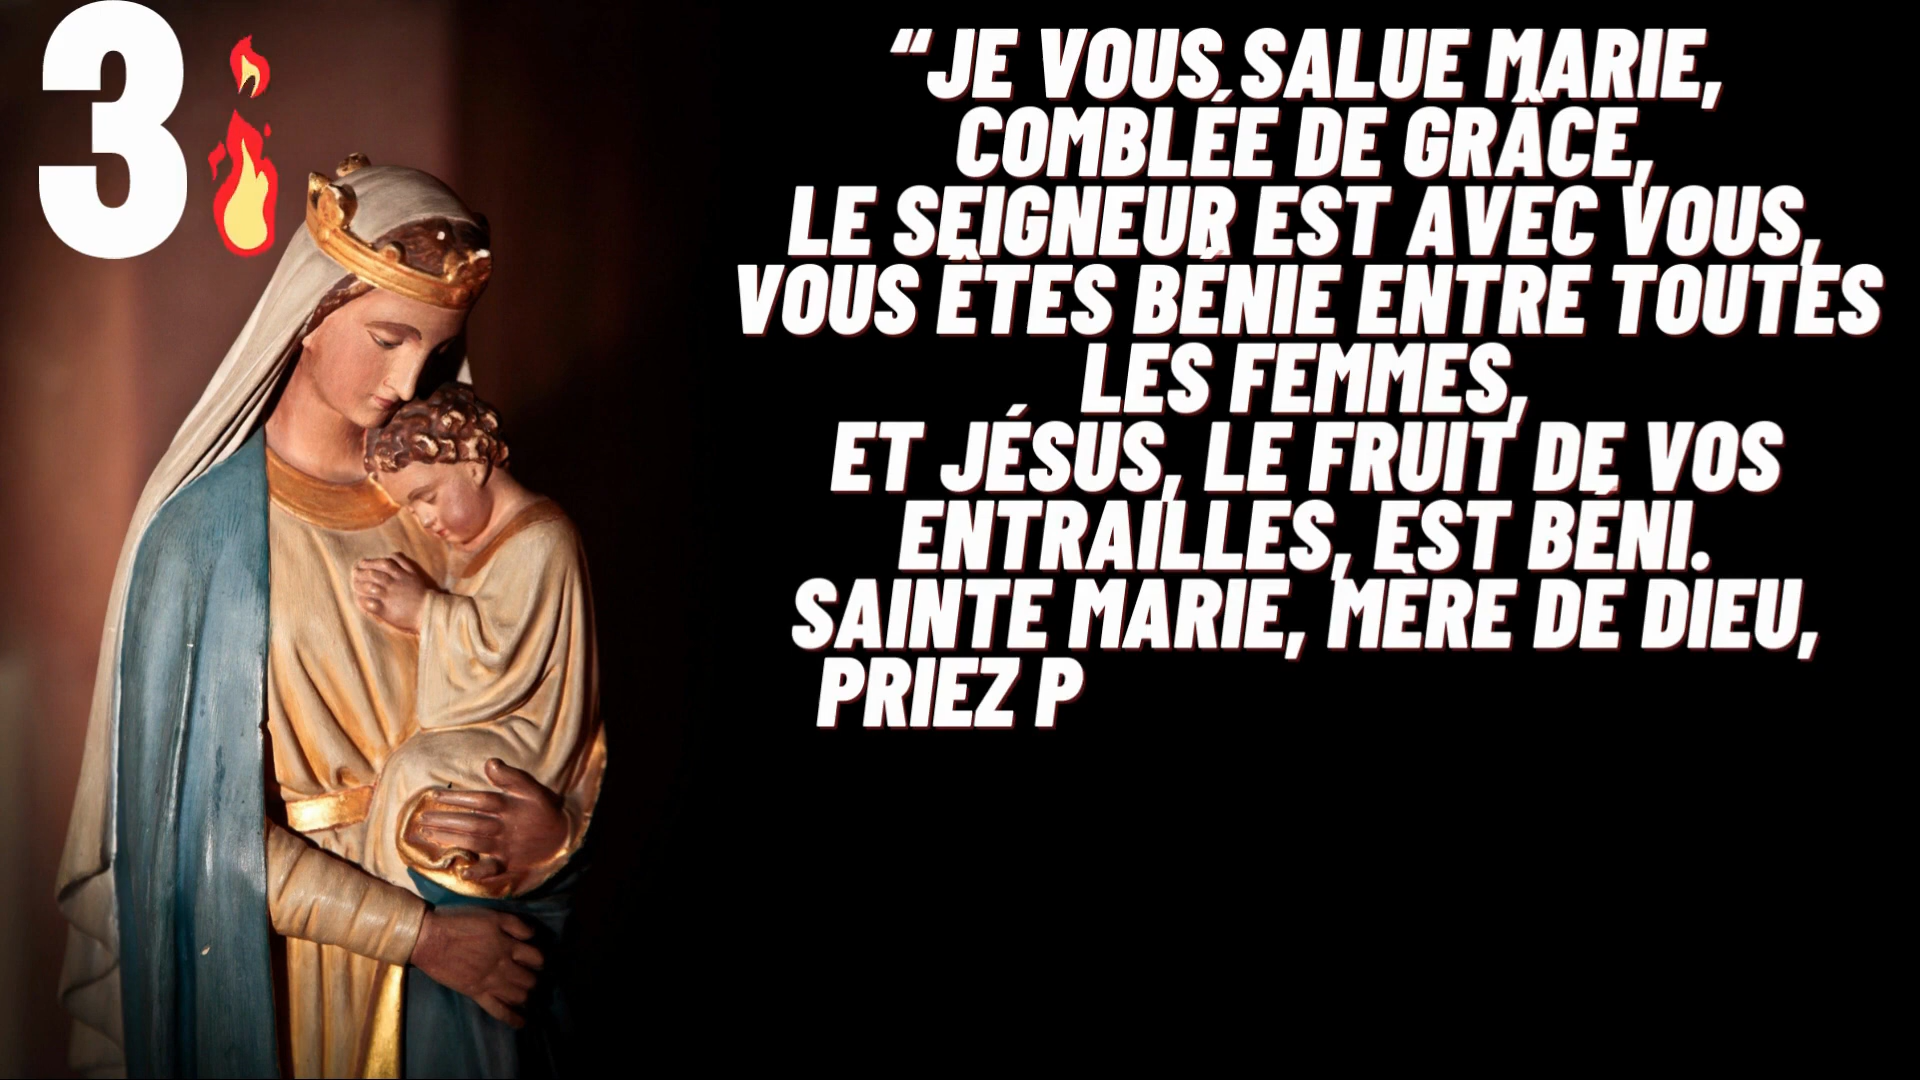 3
“JE VOUS SALUE MARIE,
COMBLÉE DE GRÂCE,
LE SEIGNEUR EST AVEC VOUS,
VOUS ÊTES BÉNIE ENTRE TOUTES
LES FEMMES,
ET JÉSUS, LE FRUIT DE VOS
ENTRAILLES, EST BÉNI.
SAINTE MARIE, MÈRE DE DIEU,
PRIEZ P